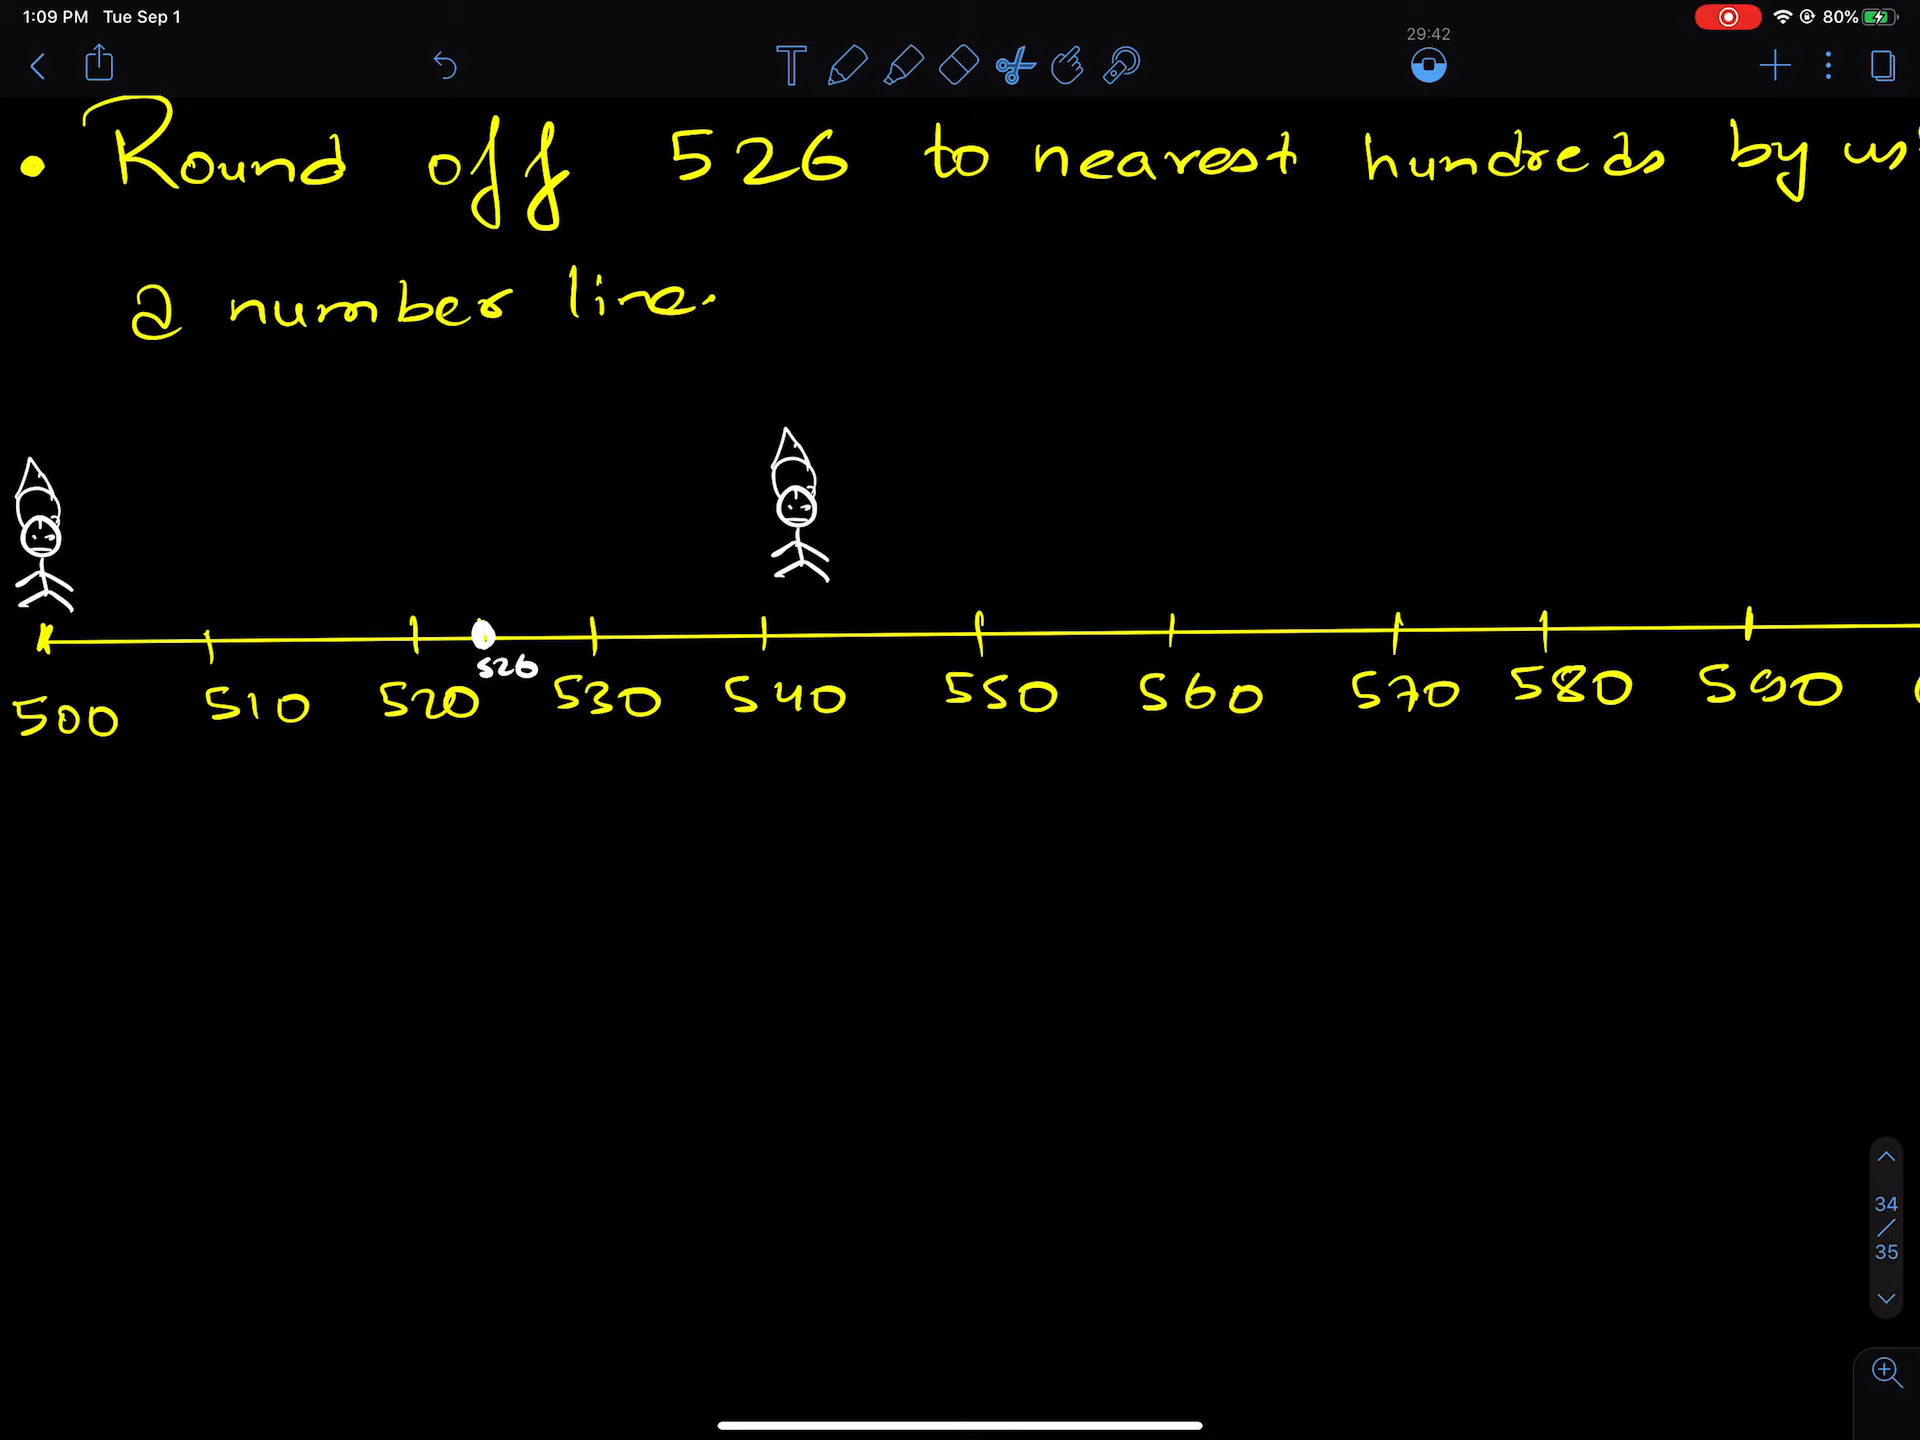 1:09 PM Tue Sep 1
80%
29:42
• Round off 526 to nearest hundreds by us
a number line.
526
500 510 520 530 540 550 560 570 580 590
34
/
35